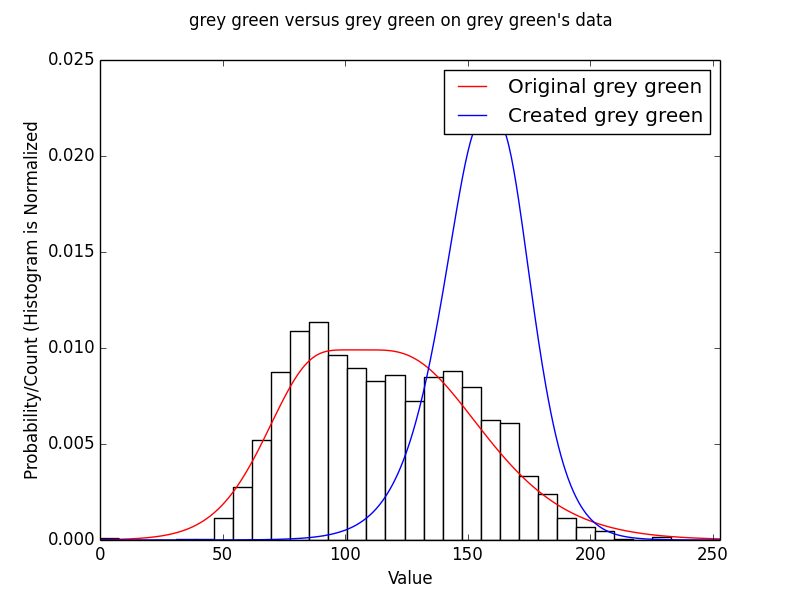 grey green versus grey green on grey green's data
Original grey green
Created grey green
Probability/Count (Histogram is Normalized
0.025
0.020
0.015
0.010
0.005
0.000
0 50 100 150 200 250
Value